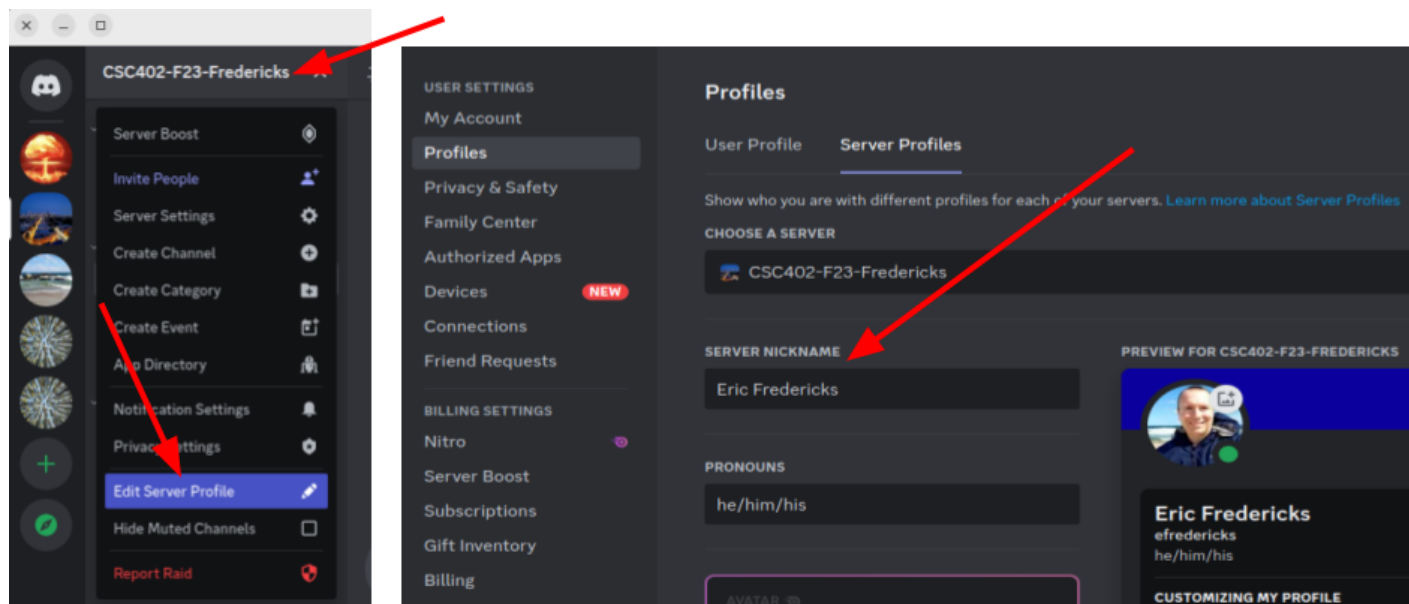 CSC402-F23-Fredericks
Server Boost
Invite People
Server Settings
Create Channel
Create Category
Create Event
App Directory
Notification Settings
Privacy Settings
Edit Server Profile
Hide Muted Channels
Report Raid
USER SETTINGS
My Account
Profiles
Privacy & Safety
Family Center
Authorized Apps
Devices NEW
Connections
Friend Requests
BILLING SETTINGS
Nitro
Server Boost
Subscriptions
Gift Inventory
Billing
Profiles
User Profile Server Profiles
Show who you are with different profiles for each of your servers. Learn more about Server Profiles
CHOOSE A SERVER
CSC402-F23-Fredericks
SERVER NICKNAME
Eric Fredericks
PRONOUNS
he/him/his
AVATAR
PREVIEW FOR CSC402-F23-FREDERICKS
Eric Fredericks
efredericks
he/him/his
CUSTOMIZING MY PROFILE